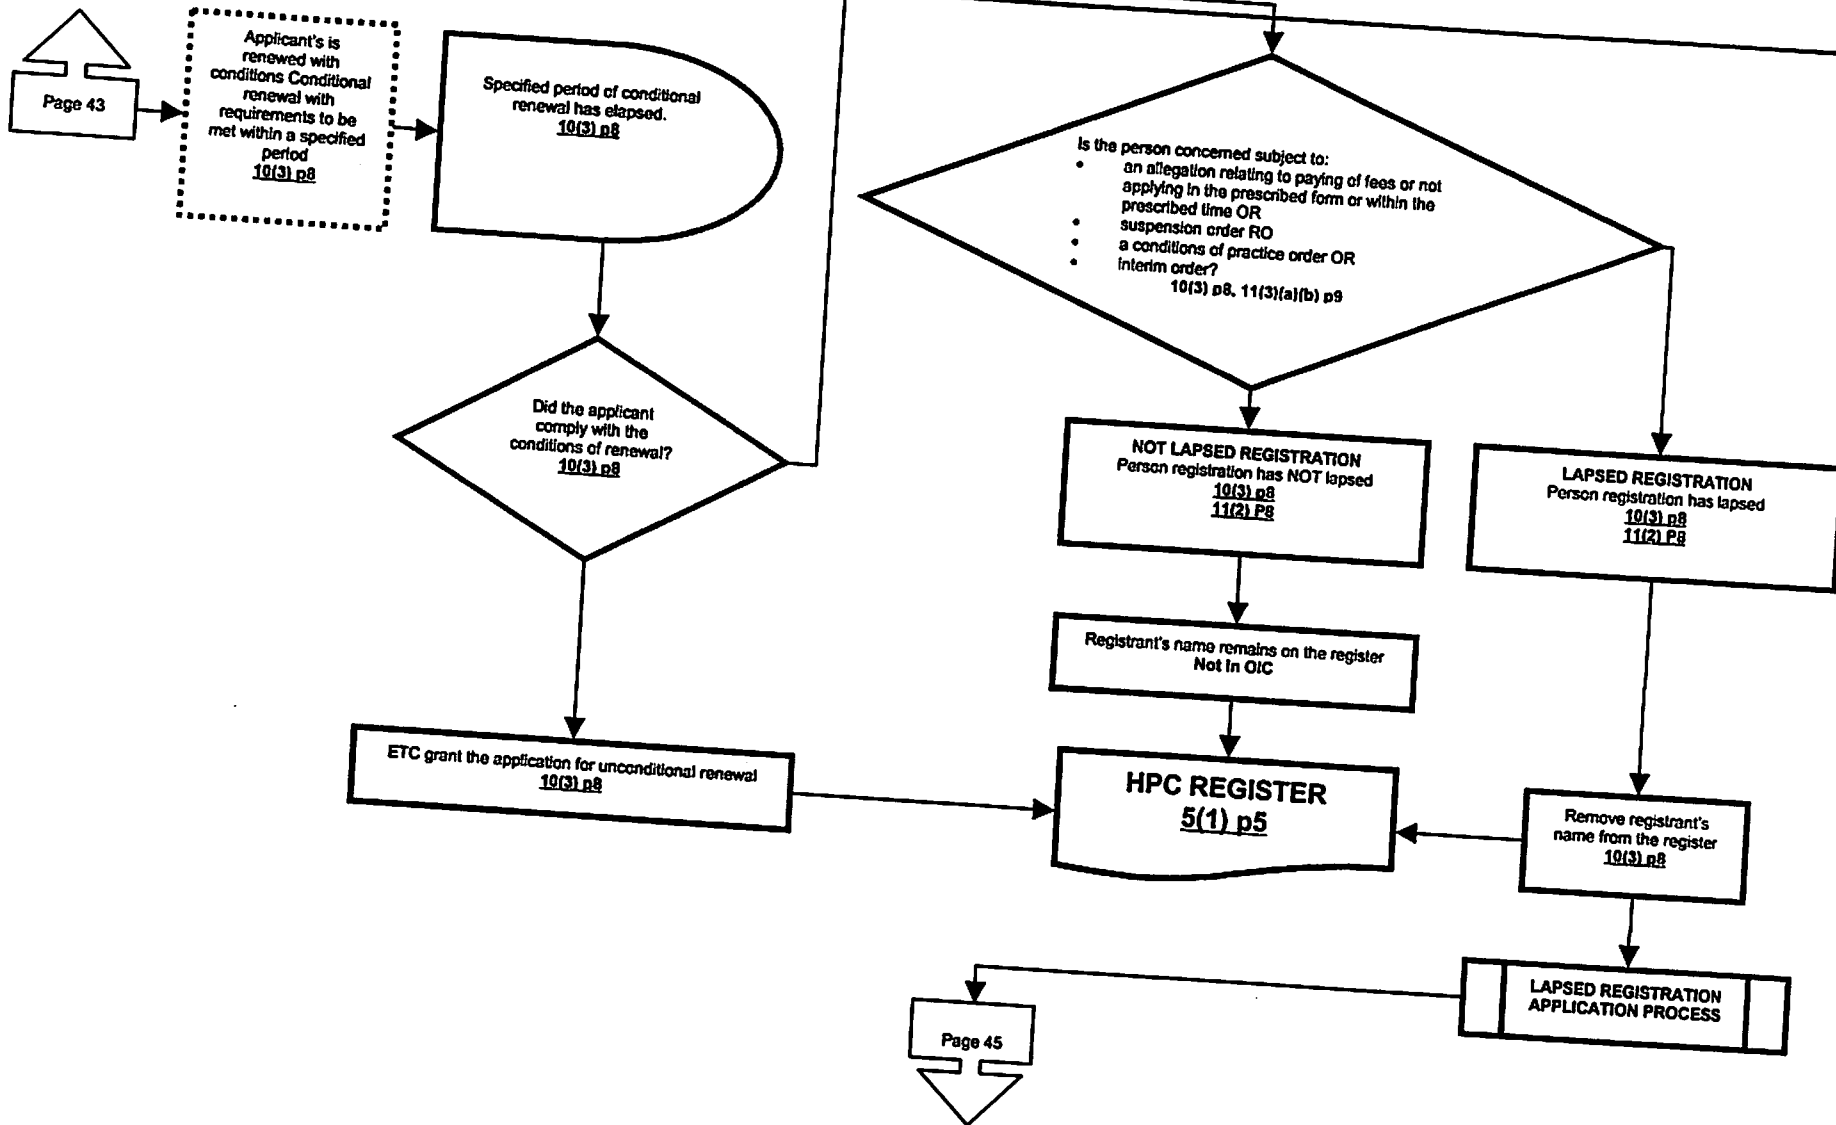 Page 43
Applicant's is
renewed with
conditions Conditional
renewal with
requirements to be
met within a specified
period
10(3) p8
Specified period of conditional
renewal has elapsed.
10(3) p8
Did the applicant
comply with the
conditions of renewal?
10(3) p8
ETC grant the application for unconditional renewal
10(3) p8
Is the person concerned subject to:
• an allegation relating to paying of fees or not
applying in the prescribed form or within the
prescribed time OR
• suspension order RO
• a conditions of practice order OR
• interim order?
10(3) p8, 11(3)(a)(b) p9
NOT LAPSED REGISTRATION
Person registration has NOT lapsed
10(3) p8
11(2) P8
Registrant's name remains on the register
Not in OIC
HPC REGISTER
5(1) p5
LAPSED REGISTRATION
Person registration has lapsed
10(3) p8
11(2) P8
Remove registrant's
name from the register
10(3) p8
LAPSED REGISTRATION
APPLICATION PROCESS
Page 45